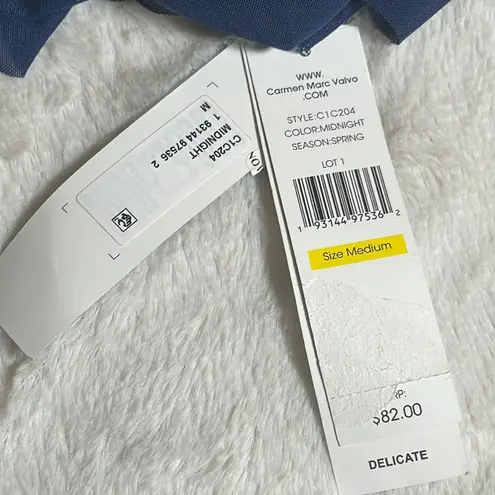 WWW.
Carmen Marc Valvo
.COM
STYLE:C1C204
COLOR:MIDNIGHT
SEASON:SPRING
LOT 1
1 93144 97536 2
Size Medium
RP:
$82.00
DELICATE
C1C204
MIDNIGHT
1 93144 97536 2
M